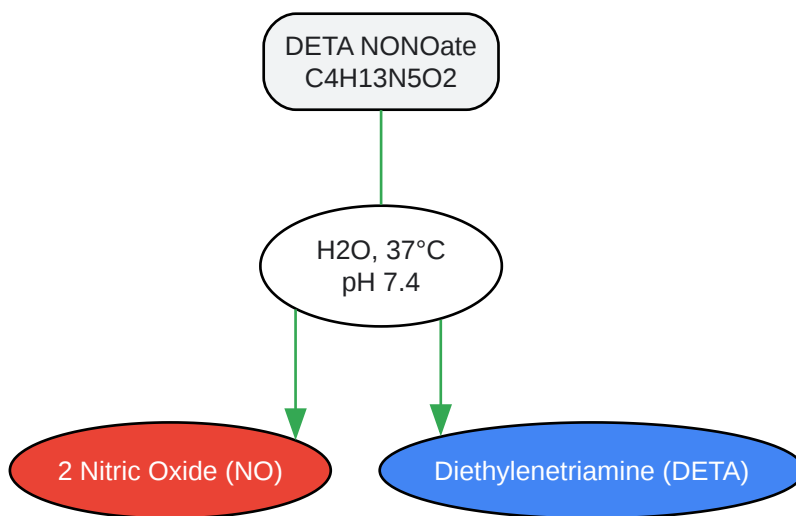 DETA NONOate
C4H13N5O2
H2O, 37°C
pH 7.4
2 Nitric Oxide (NO)
Diethylenetriamine (DETA)